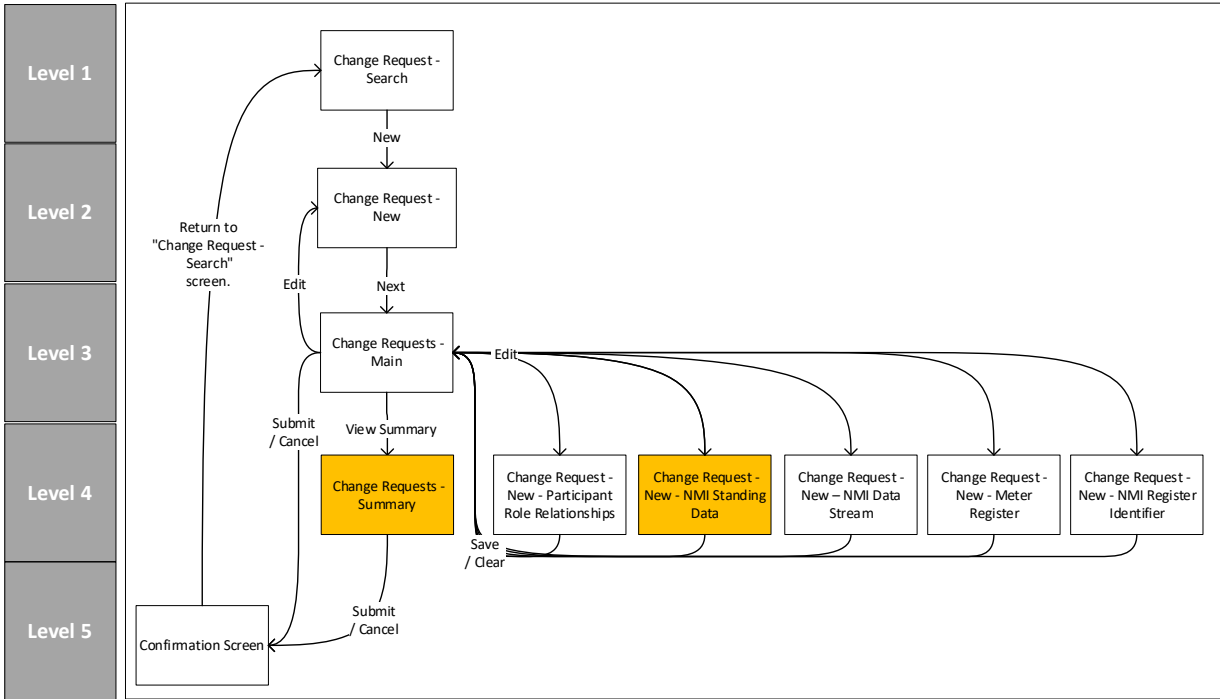 Level 1
Change Request -
Search
New
Level 2
Change Request -
New
Return to
"Change Request -
Search"
screen.
Edit
Next
Level 3
Change Requests -
Main
Edit
Submit
/ Cancel
View Summary
Level 4
Change Requests -
Summary
Change Request -
New - Participant
Role Relationships
Change Request -
New - NMI Standing
Data
Change Request -
New – NMI Data
Stream
Change Request -
New - Meter
Register
Change Request -
New - NMI Register
Identifier
Save
/ Clear
Level 5
Submit
/ Cancel
Confirmation Screen